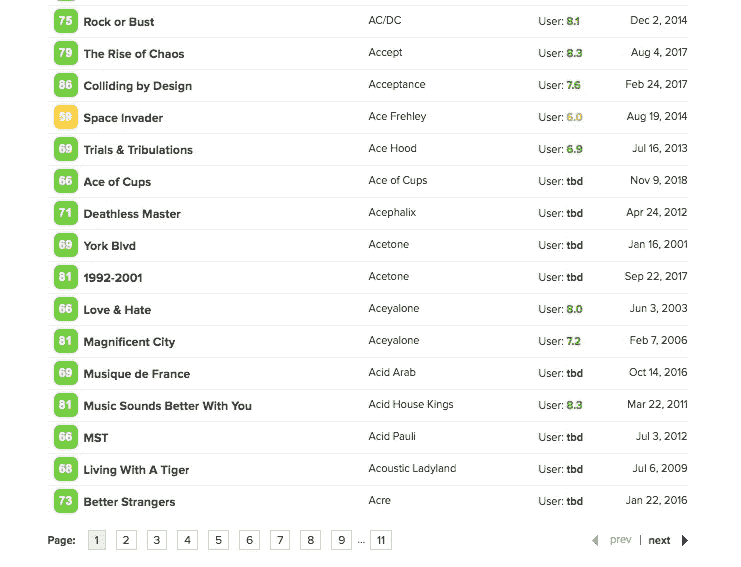 75 Rock or Bust AC/DC User: 8.1 Dec 2, 2014
79 The Rise of Chaos Accept User: 8.3 Aug 4, 2017
86 Colliding by Design Acceptance User: 7.6 Feb 24, 2017
59 Space Invader Ace Frehley User: 6.0 Aug 19, 2014
69 Trials & Tribulations Ace Hood User: 6.9 Jul 16, 2013
66 Ace of Cups Ace of Cups User: tbd Nov 9, 2018
71 Deathless Master Acephalix User: tbd Apr 24, 2012
69 York Blvd Acetone User: tbd Jan 16, 2001
81 1992-2001 Acetone User: tbd Sep 22, 2017
66 Love & Hate Aceyalone User: 8.0 Jun 3, 2003
81 Magnificent City Aceyalone User: 7.2 Feb 7, 2006
69 Musique de France Acid Arab User: tbd Oct 14, 2016
81 Music Sounds Better With You Acid House Kings User: 8.3 Mar 22, 2011
66 MST Acid Pauli User: tbd Jul 3, 2012
68 Living With A Tiger Acoustic Ladyland User: tbd Jul 6, 2009
73 Better Strangers Acre User: tbd Jan 22, 2016
Page: 1 2 3 4 5 6 7 8 9 ... 11 prev | next